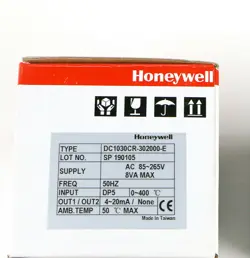 Honeywell
Honeywell
TYPE DC1030CR-302000-E
LOT NO. SP 190105
SUPPLY AC 85~265V
8VA MAX
FREQ 50HZ
INPUT DP5 0~400 ℃
OUT1 / OUT2 4~20mA / None
AMB.TEMP 50 ℃ MAX
Made in Taiwan